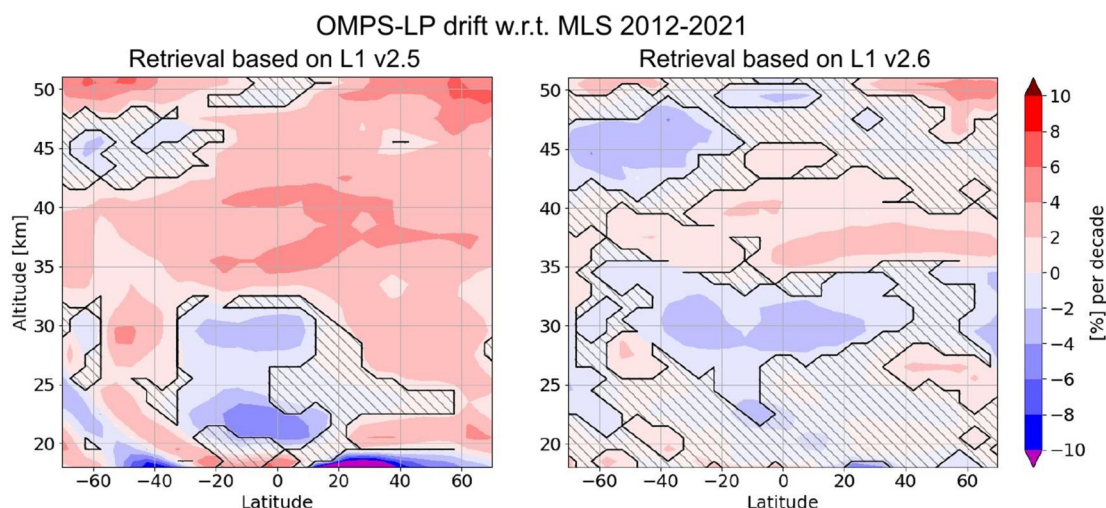 OMPS-LP drift w.r.t. MLS 2012-2021
Retrieval based on L1 v2.5
Retrieval based on L1 v2.6
Altitude [km]
50
45
40
35
30
25
20
−60 −40 −20 0 20 40 60
Latitude
50
45
40
35
30
25
20
−60 −40 −20 0 20 40 60
Latitude
10
8
6
4
2
0
−2
−4
−6
−8
−10
[%] per decade